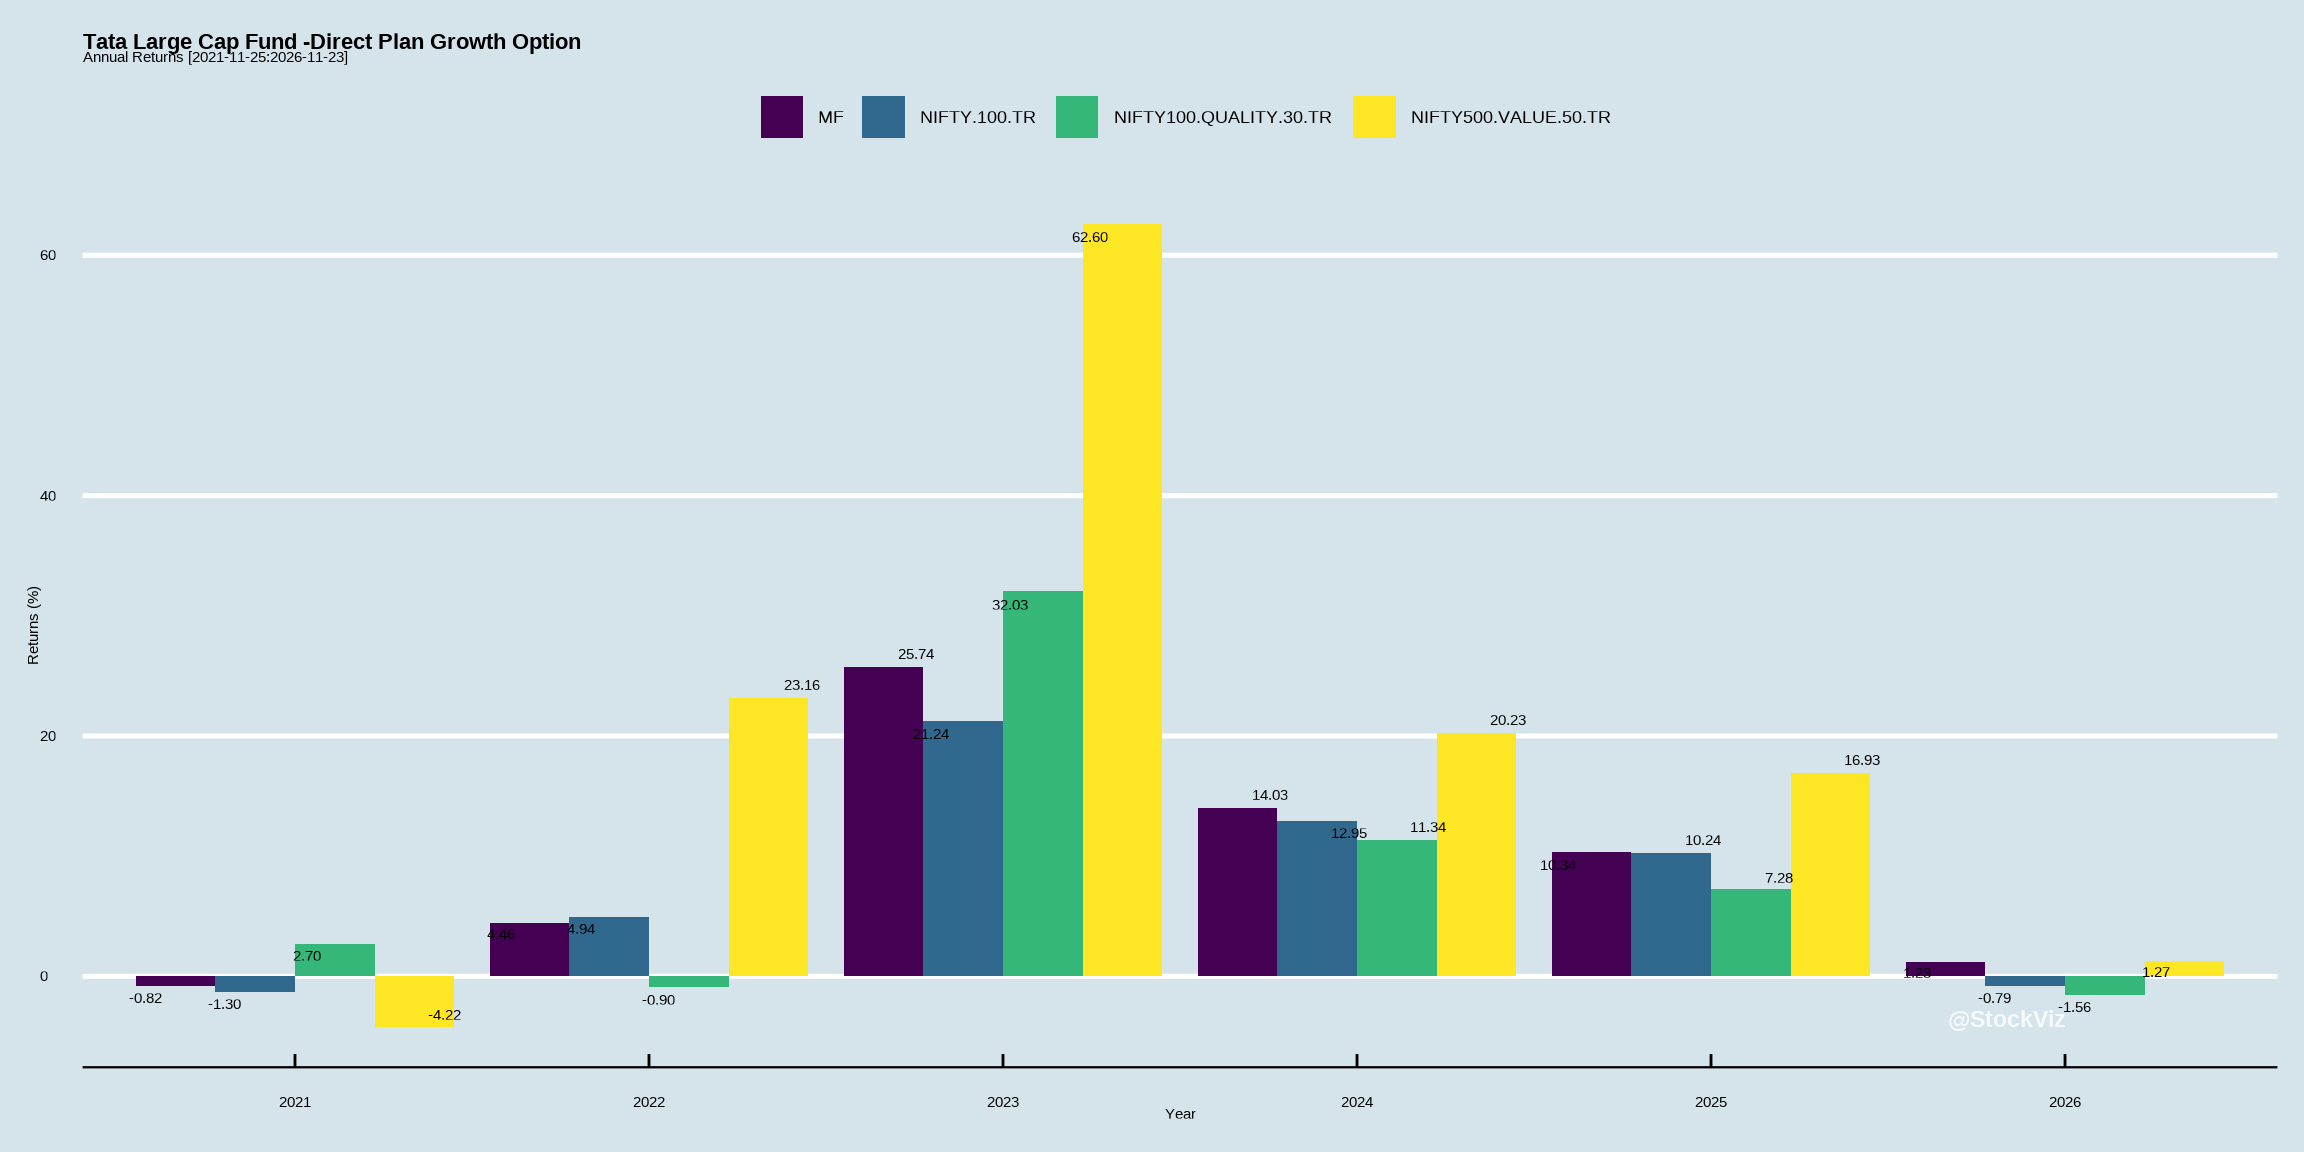 Tata Large Cap Fund -Direct Plan Growth Option
Annual Returns [2021-11-25:2026-11-23]
MF NIFTY.100.TR NIFTY100.QUALITY.30.TR NIFTY500.VALUE.50.TR
60
40
20
0
Returns (%)
-0.82 -1.30 2.70 -4.22
4.46 4.94 -0.90 23.16
25.74 21.24 32.03 62.60
14.03 12.95 11.34 20.23
10.34 10.24 7.28 16.93
1.23 -0.79 -1.56 1.27
@StockViz
2021 2022 2023 2024 2025 2026
Year